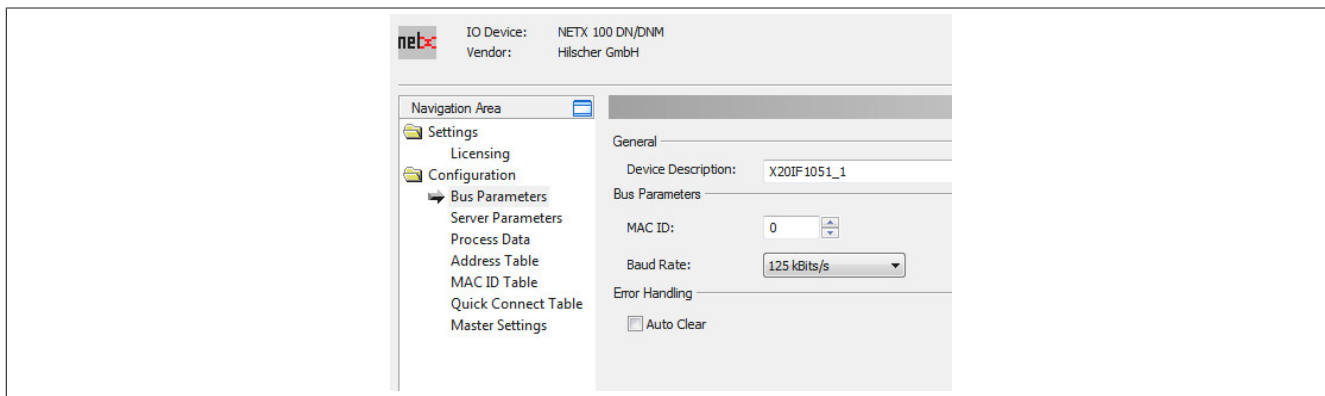 netx
IO Device: NETX 100 DN/DNM
Vendor: Hilscher GmbH
Navigation Area
Settings
Licensing
Configuration
Bus Parameters
Server Parameters
Process Data
Address Table
MAC ID Table
Quick Connect Table
Master Settings
General
Device Description: X20IF1051_1
Bus Parameters
MAC ID: 0
Baud Rate: 125 kBits/s
Error Handling
Auto Clear